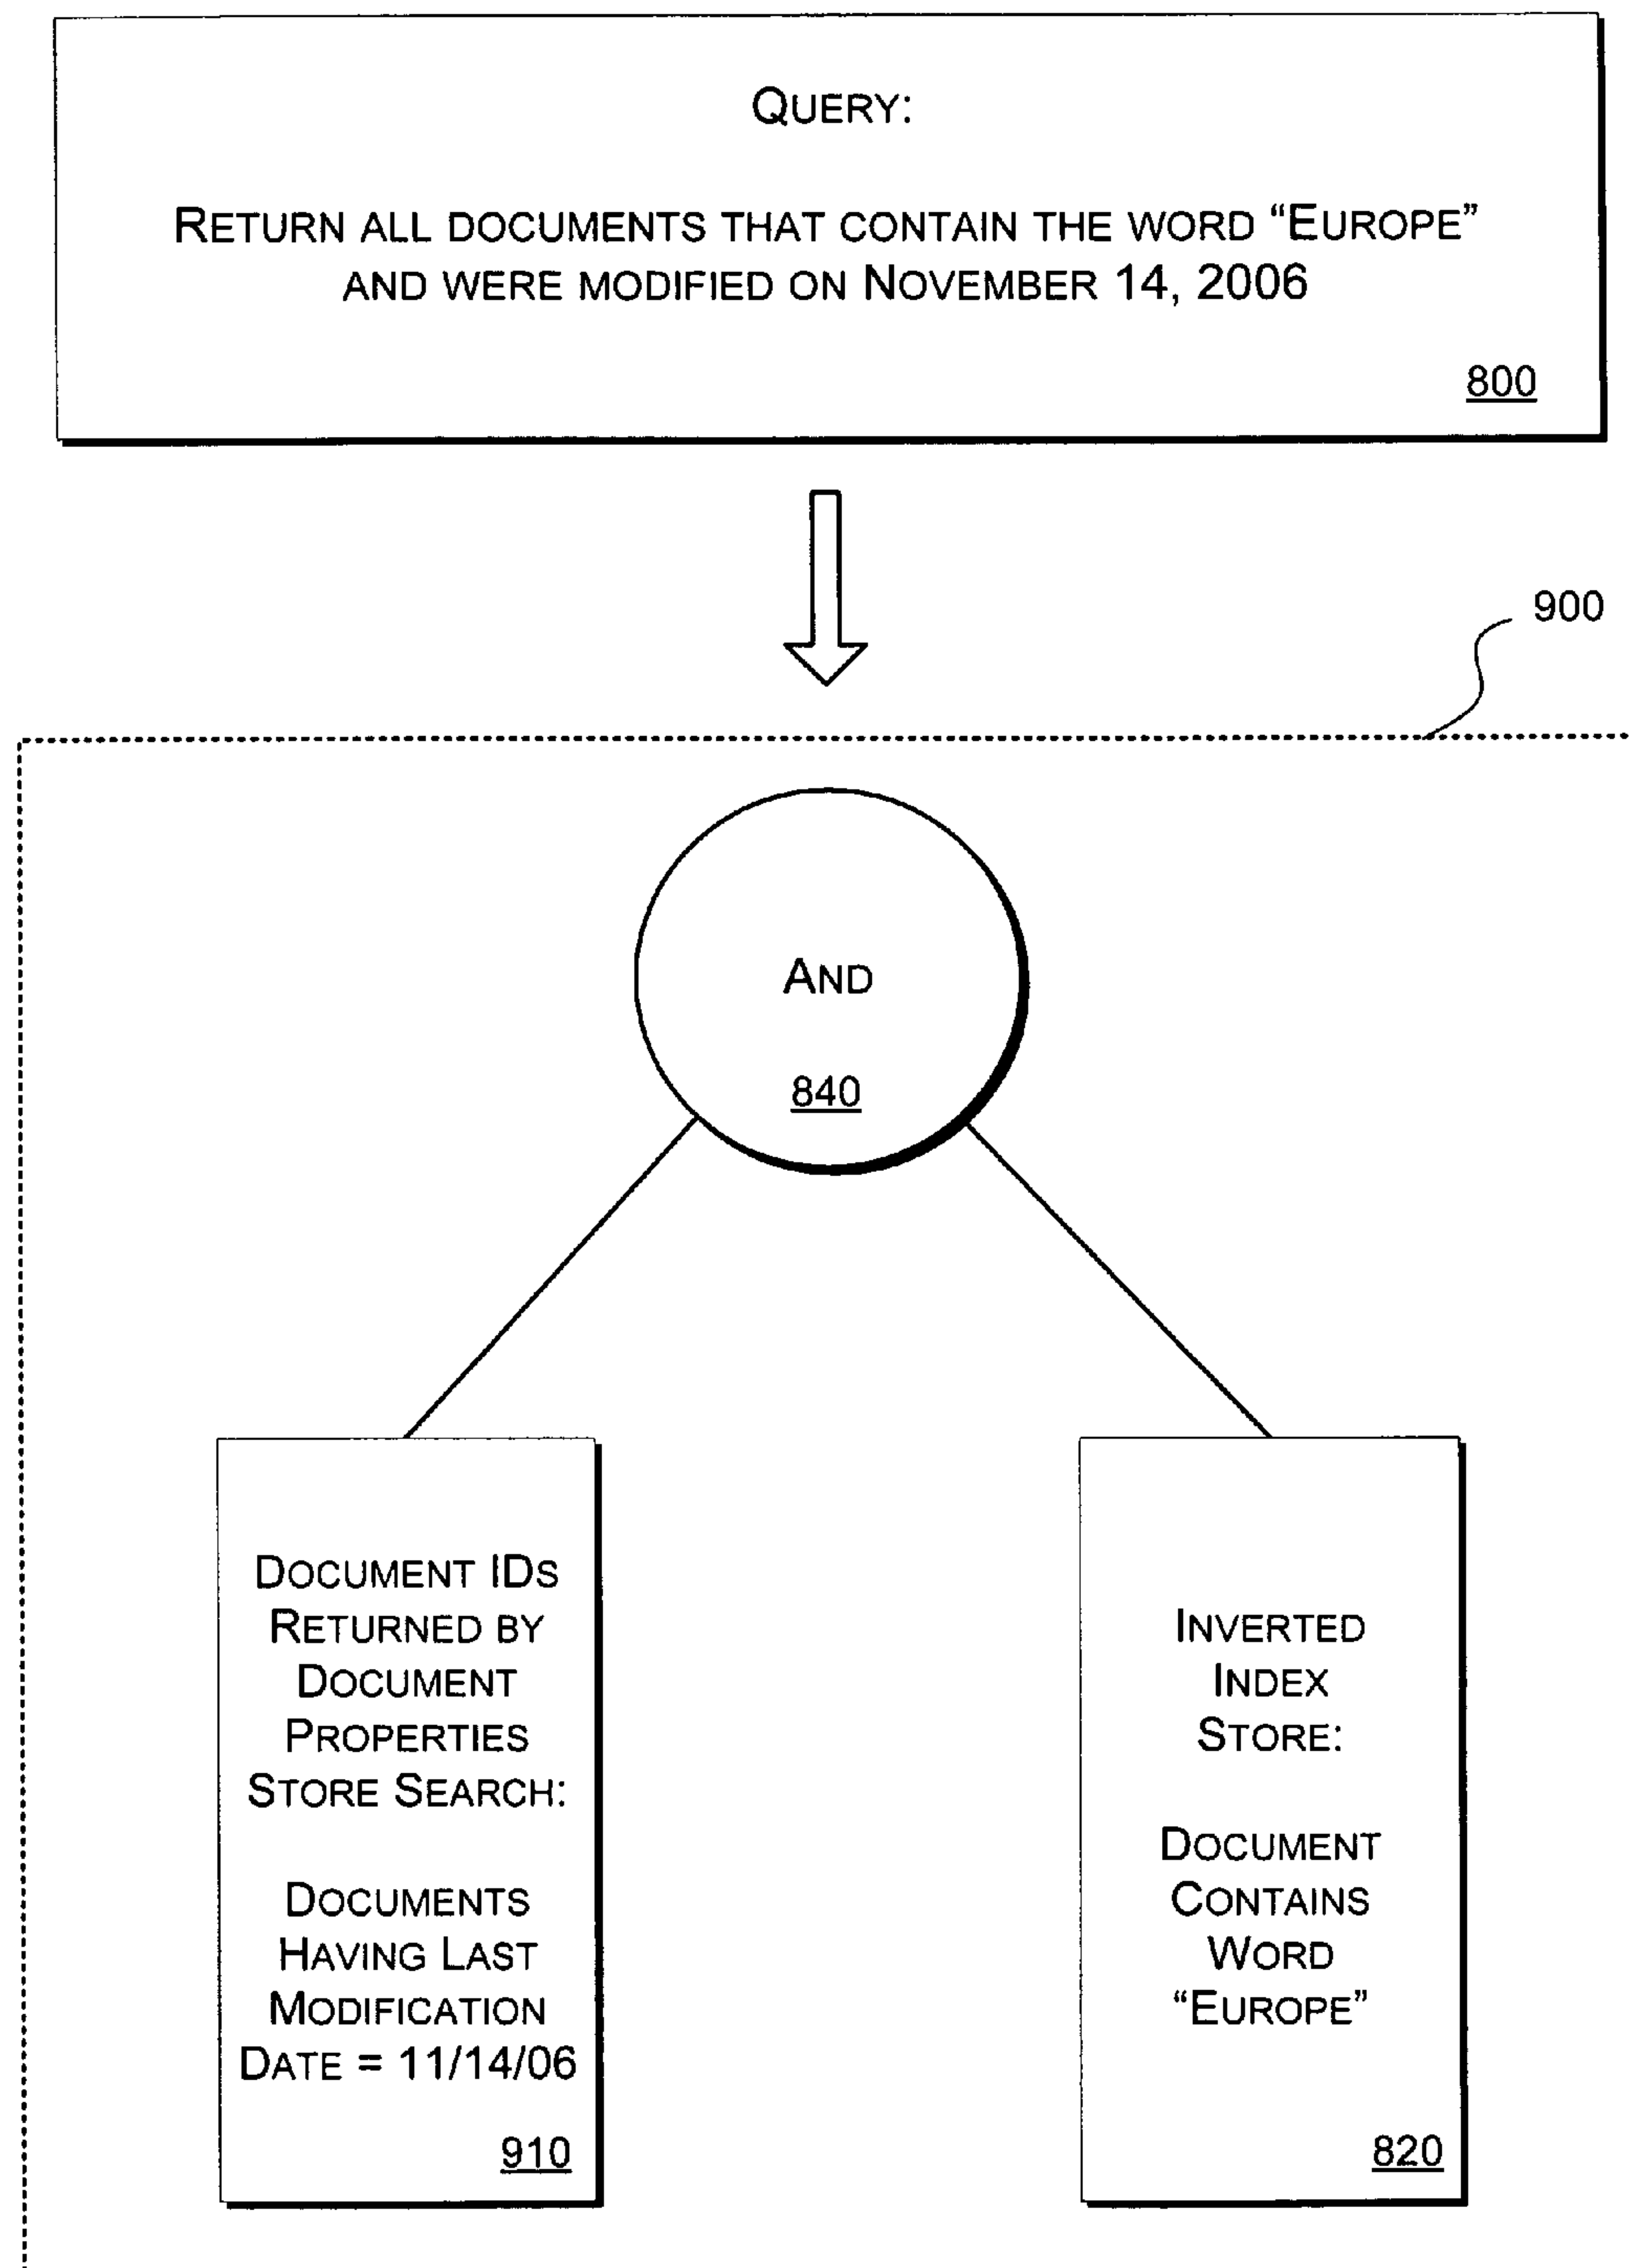 QUERY:
RETURN ALL DOCUMENTS THAT CONTAIN THE WORD “EUROPE”
AND WERE MODIFIED ON NOVEMBER 14, 2006
800
900
AND
840
DOCUMENT IDS
RETURNED BY
DOCUMENT
PROPERTIES
STORE SEARCH:
DOCUMENTS
HAVING LAST
MODIFICATION
DATE = 11/14/06
910
INVERTED
INDEX
STORE:
DOCUMENT
CONTAINS
WORD
“EUROPE”
820